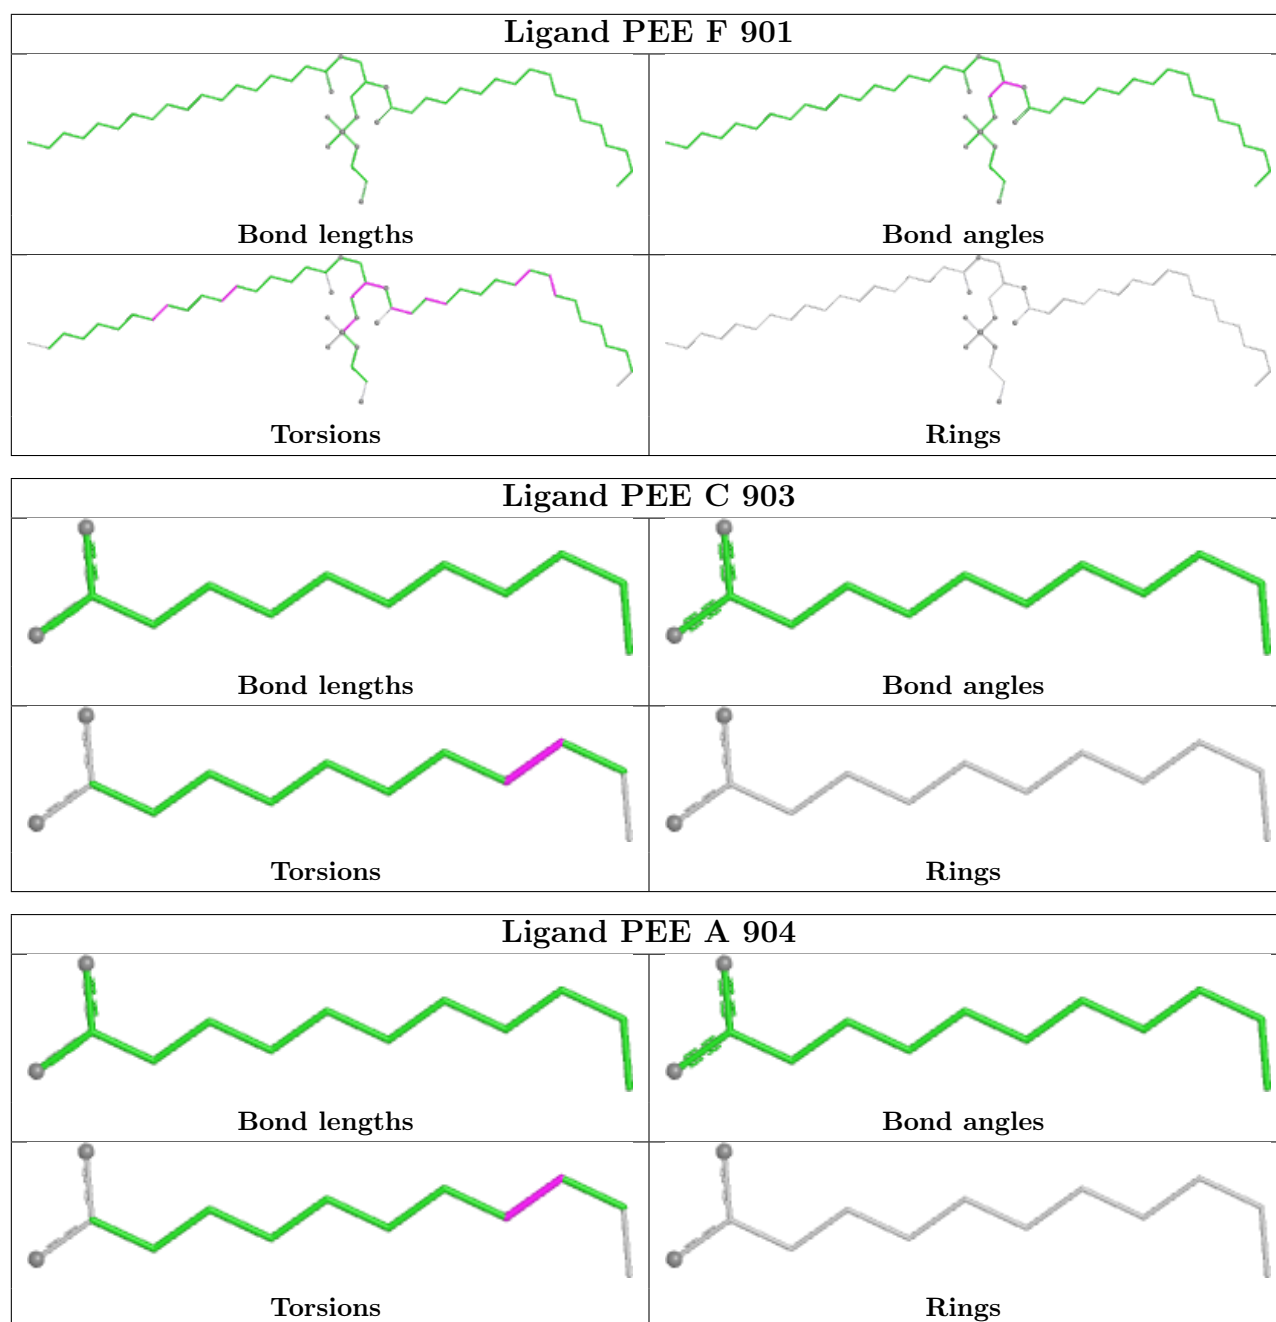 Ligand PEE F 901
Bond lengths
Bond angles
Torsions
Rings
Ligand PEE C 903
Bond lengths
Bond angles
Torsions
Rings
Ligand PEE A 904
Bond lengths
Bond angles
Torsions
Rings